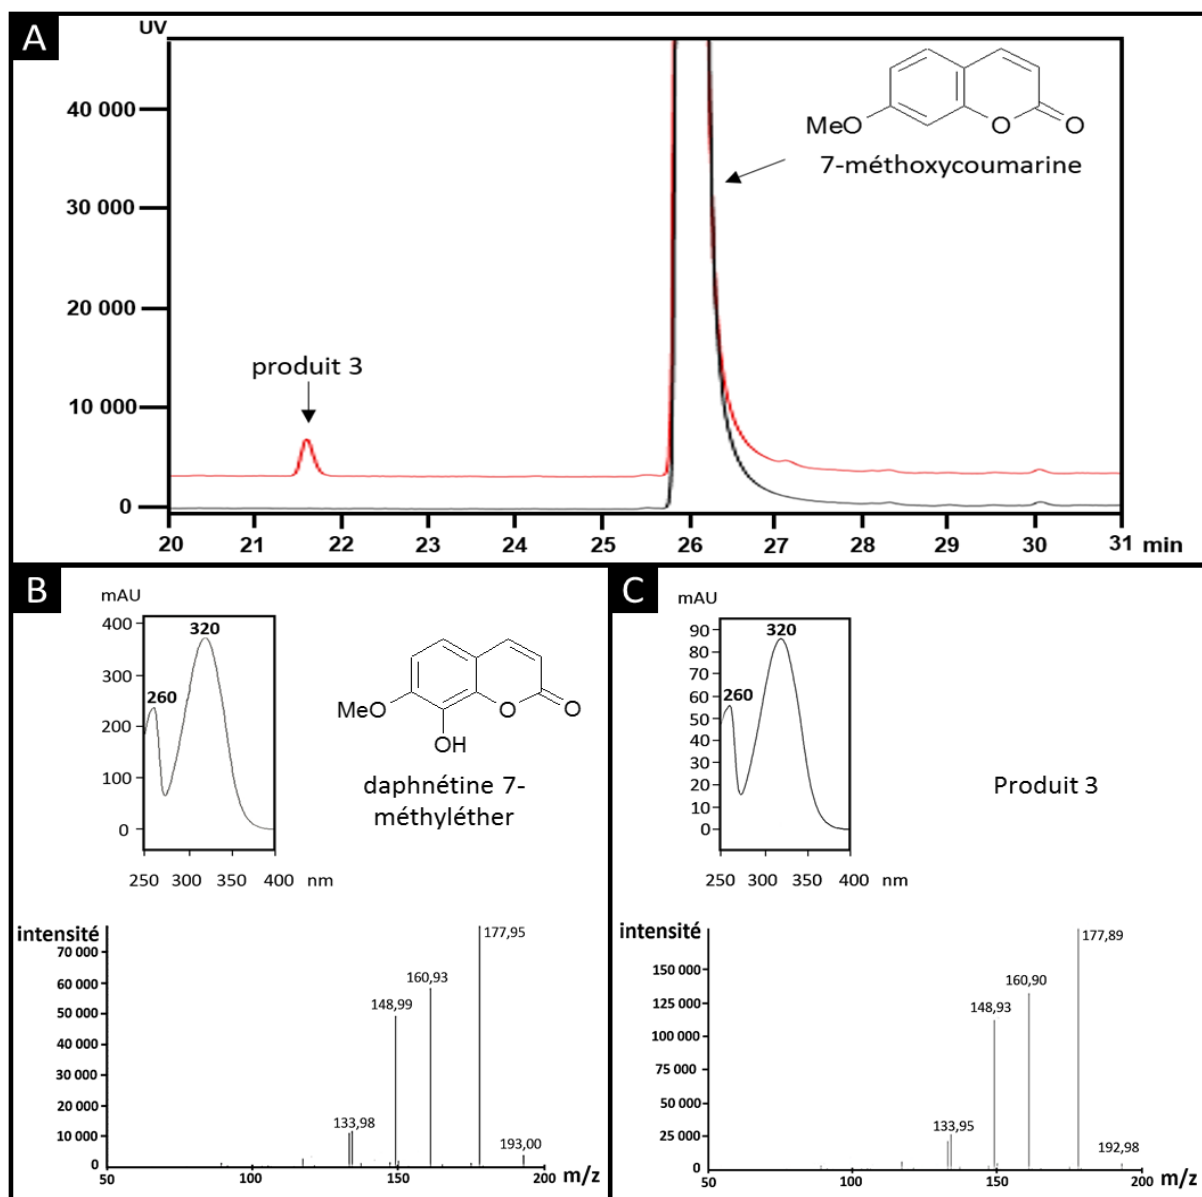 A
UV
40 000
30 000
20 000
10 000
0
MeO
O
O
7-méthoxycoumarine
produit 3
20 21 22 23 24 25 26 27 28 29 30 31 min
B
mAU
400
300
200
100
0
260
320
250 300 350 400 nm
MeO
O
O
OH
daphnétine 7-
méthyléther
intensité
70 000
60 000
50 000
40 000
30 000
20 000
10 000
0
133,98
148,99
160,93
177,95
193,00
50 100 150 200 m/z
C
mAU
90
80
70
60
50
40
30
20
10
0
260
320
250 300 350 400 nm
Produit 3
intensité
150 000
125 000
100 000
75 000
50 000
25 000
0
133,95
148,93
160,90
177,89
192,98
50 100 150 200 m/z